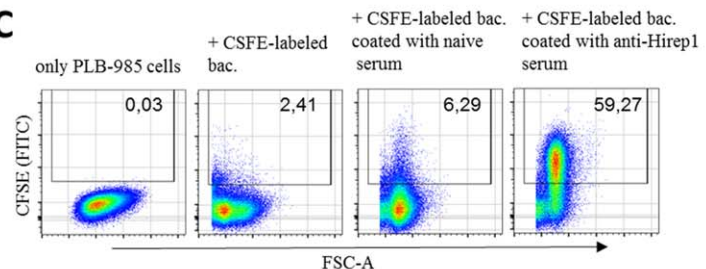 C
only PLB-985 cells
+ CSFE-labeled
bac.
+ CSFE-labeled bac.
coated with naive
serum
+ CSFE-labeled bac.
coated with anti-Hirep1
serum
0,03
2,41
6,29
59,27
CFSE (FITC)
FSC-A